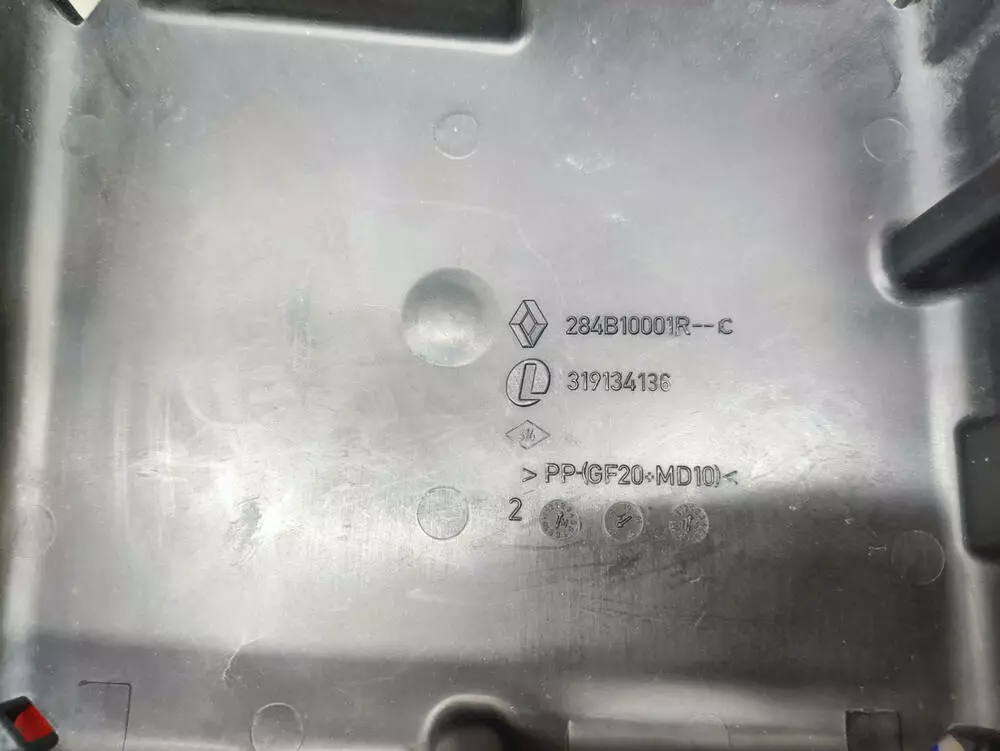 284B10001R--C
L
319134136
>PP-(GF20+MD10)<
2